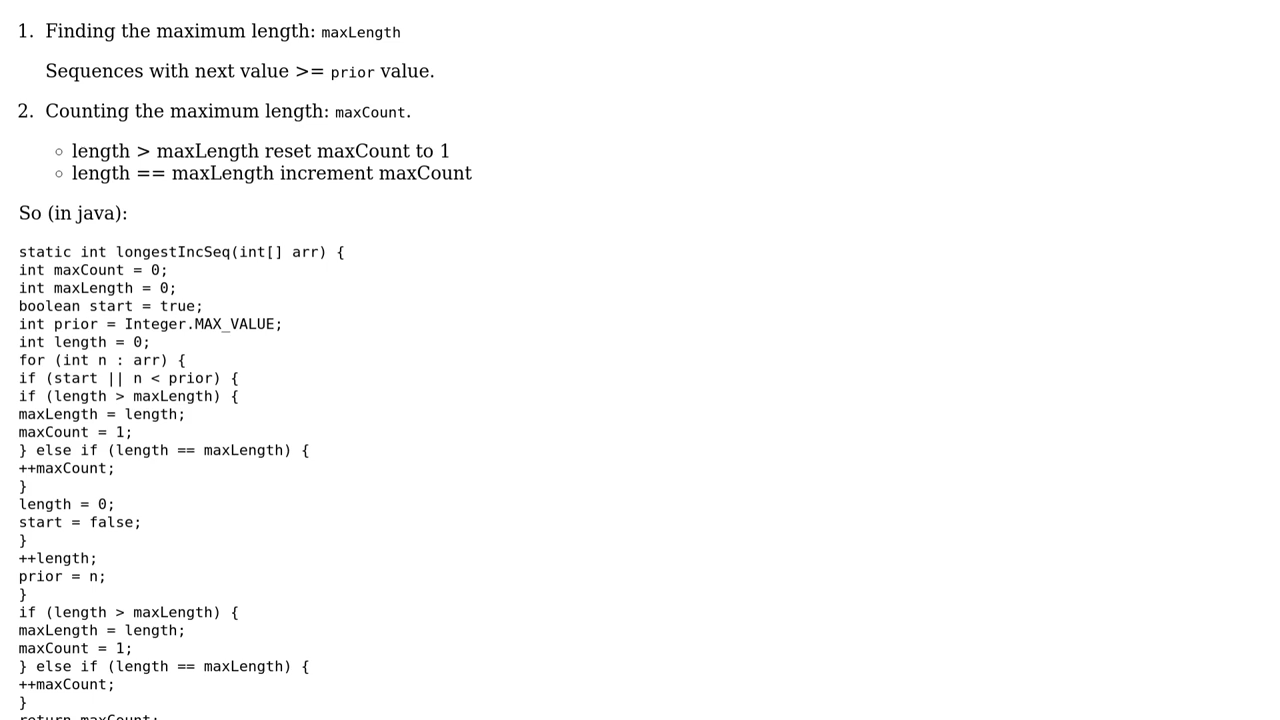 1. Finding the maximum length: maxLength
Sequences with next value >= prior value.
2. Counting the maximum length: maxCount.
◦ length > maxLength reset maxCount to 1
◦ length == maxLength increment maxCount
So (in java):
static int longestIncSeq(int[] arr) {
int maxCount = 0;
int maxLength = 0;
boolean start = true;
int prior = Integer.MAX_VALUE;
int length = 0;
for (int n : arr) {
if (start || n < prior) {
if (length > maxLength) {
maxLength = length;
maxCount = 1;
} else if (length == maxLength) {
++maxCount;
}
length = 0;
start = false;
}
++length;
prior = n;
}
if (length > maxLength) {
maxLength = length;
maxCount = 1;
} else if (length == maxLength) {
++maxCount;
}
return maxCount;